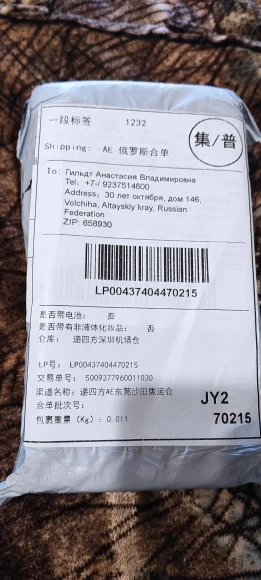 一段标签 1232
集/普
Shipping: AE 俄罗斯合单
To: Гильдт Анастасия Владимировна
Tel: +7-/ 9237514800
Address: 30 лет октября, дом 146,
Volchiha, Altayskiy kray, Russian
Federation
ZIP: 658930
LP00437404470215
是否带电池: 否
是否带有非液体化妆品: 否
仓库: 递四方深圳机场仓
LP号: LP00437404470215
交易单号: 5009377960011030
渠道名称: 递四方AE东莞沙田集运仓
合单批次号:
包裹重量(Kg): 0.011
JY2
70215